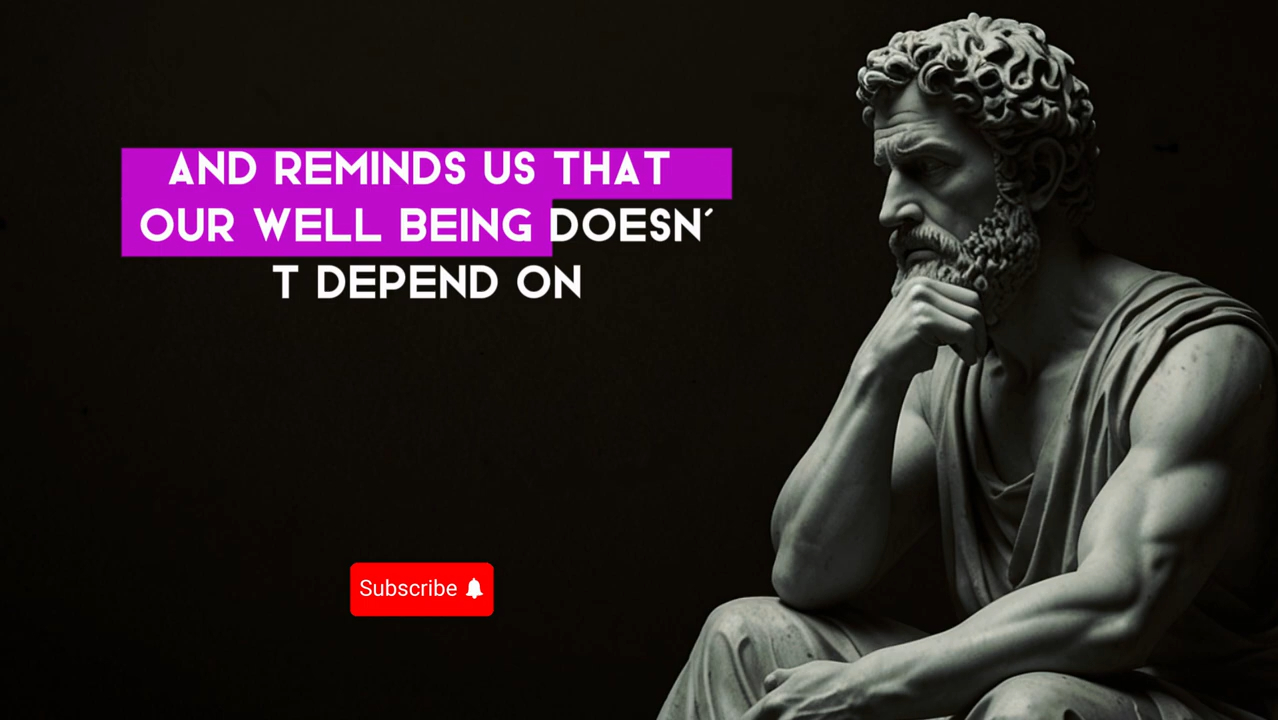 AND REMINDS US THAT
OUR WELL BEING DOESN´
T DEPEND ON
Subscribe